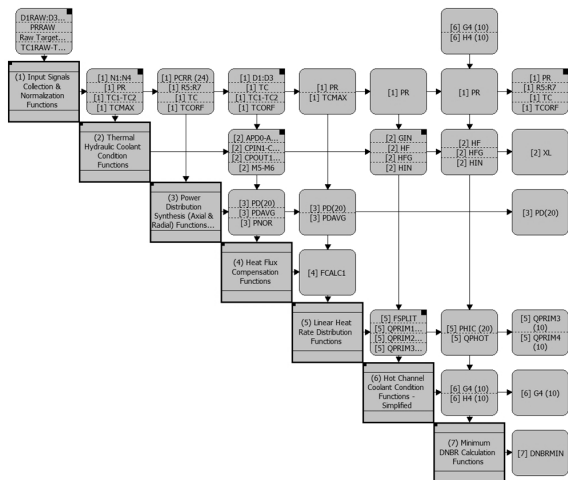 D1RAW:D3...
PRRAW
Raw Target...
TC1RAW-T...
[6] G4 (10)
[6] H4 (10)
(1) Input Signals
Collection &
Normalization
Functions
[1] N1:N4
[1] PR
[1] TC1-TC2
[1] TCMAX
[1] PCRR (24)
[1] R5:R7
[1] TC
[1] TCORF
[1] D1:D3
[1] TC
[1] TC1-TC2
[1] TCORF
[1] PR
[1] TCMAX
[1] PR
[1] PR
[1] PR
[1] R5:R7
[1] TC
[1] TCORF
(2) Thermal
Hydraulic Coolant
Condition
Functions
[2] APD0-A...
[2] CPIN1-C...
[2] CPOUT1...
[2] M5-M6
[2] GIN
[2] HF
[2] HFG
[2] HIN
[2] HF
[2] HFG
[2] HIN
[2] XL
(3) Power
Distribution
Synthesis (Axial &
Radial) Functions...
[3] PD(20)
[3] PDAVG
[3] PNOR
[3] PD(20)
[3] PDAVG
[3] PD(20)
(4) Heat Flux
Compensation
Functions
[4] FCALC1
(5) Linear Heat
Rate Distribution
Functions
[5] FSPLIT
[5] QPRIM1...
[5] QPRIM2...
[5] QPRIM3...
[5] PHIC (20)
[5] QPHOT
[5] QPRIM3
(10)
[5] QPRIM4
(10)
(6) Hot Channel
Coolant Condition
Functions -
Simplified
[6] G4 (10)
[6] H4 (10)
[6] G4 (10)
(7) Minimum
DNBR Calculation
Functions
[7] DNBRMIN